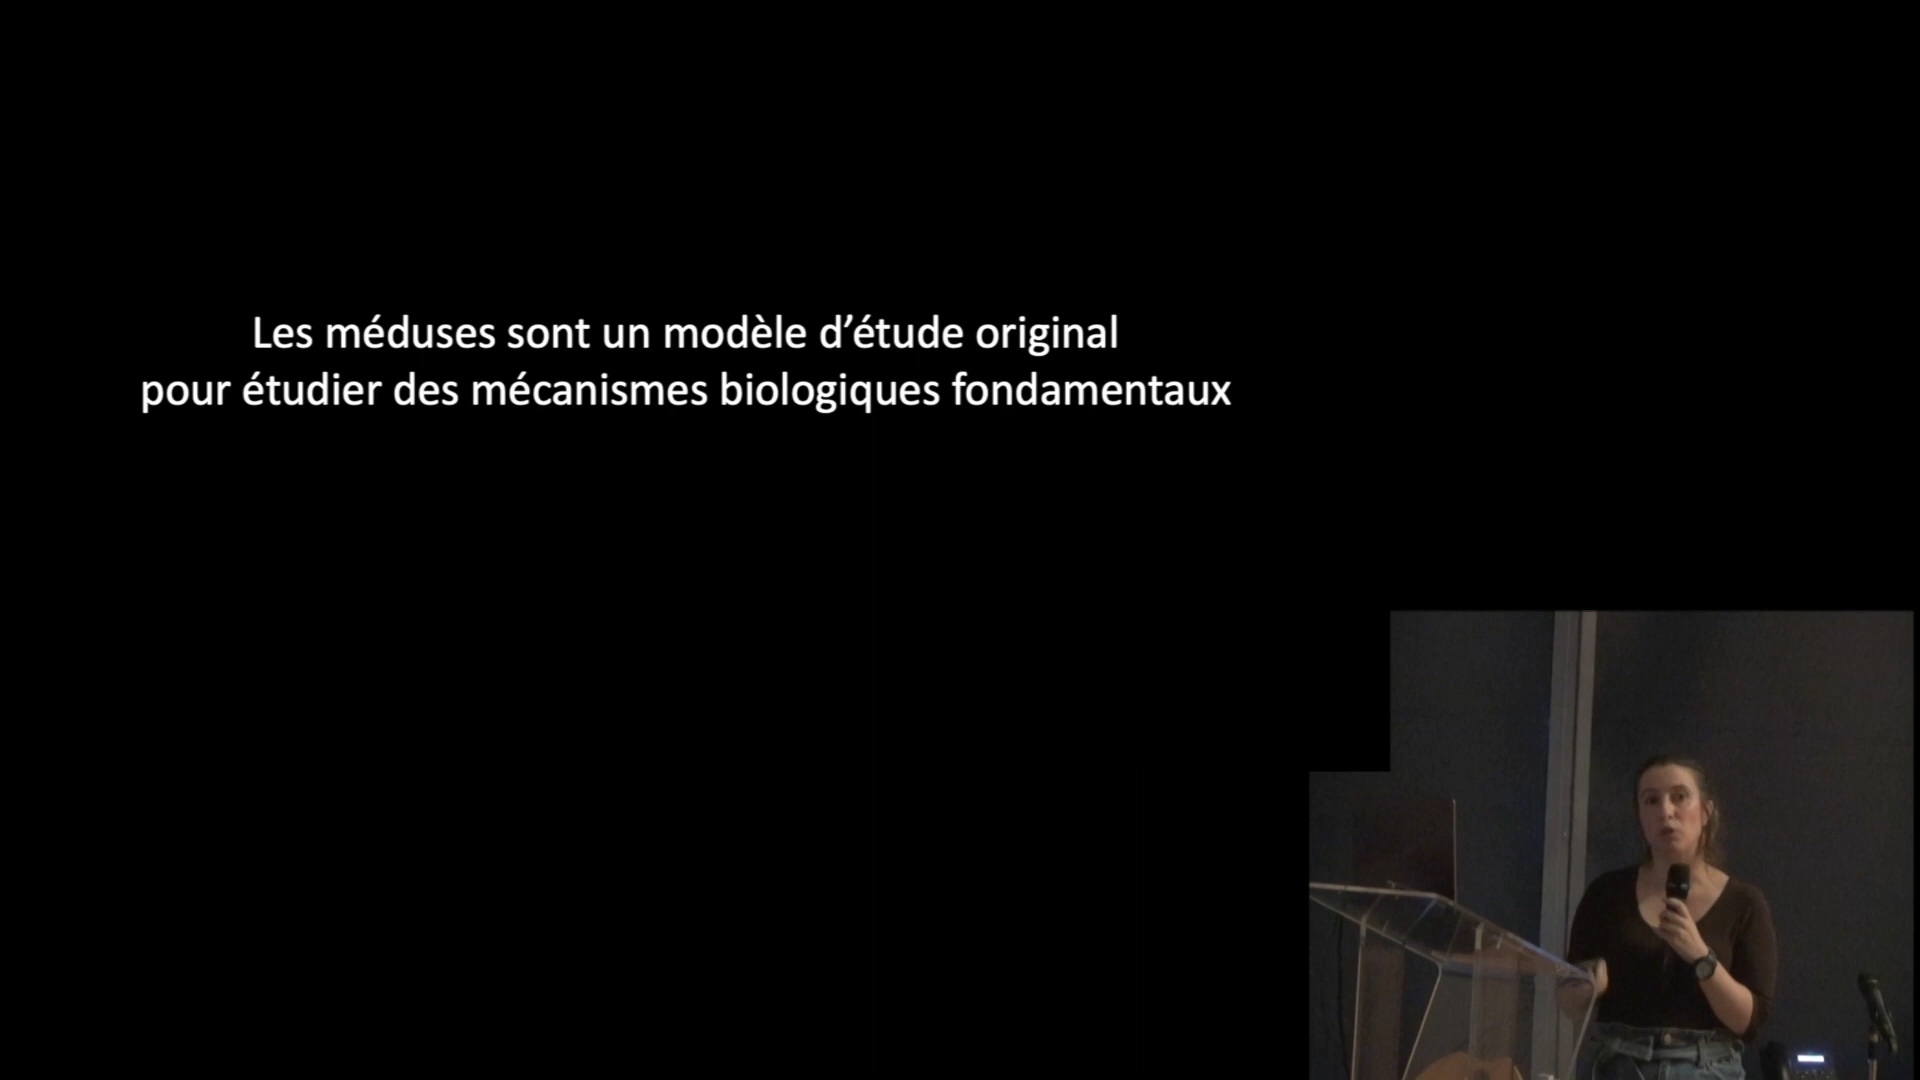 Les méduses sont un modèle d’étude original
pour étudier des mécanismes biologiques fondamentaux